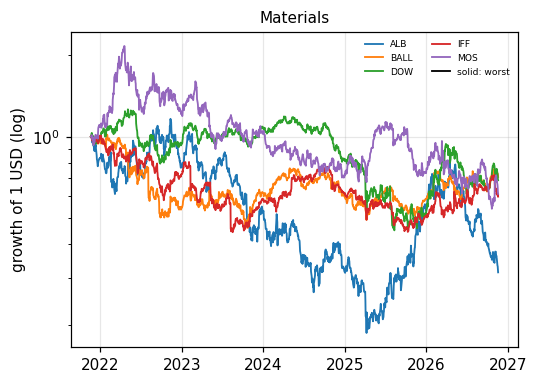 Materials
growth of 1 USD (log)
10⁰
ALB
BALL
DOW
IFF
MOS
solid: worst
2022
2023
2024
2025
2026
2027